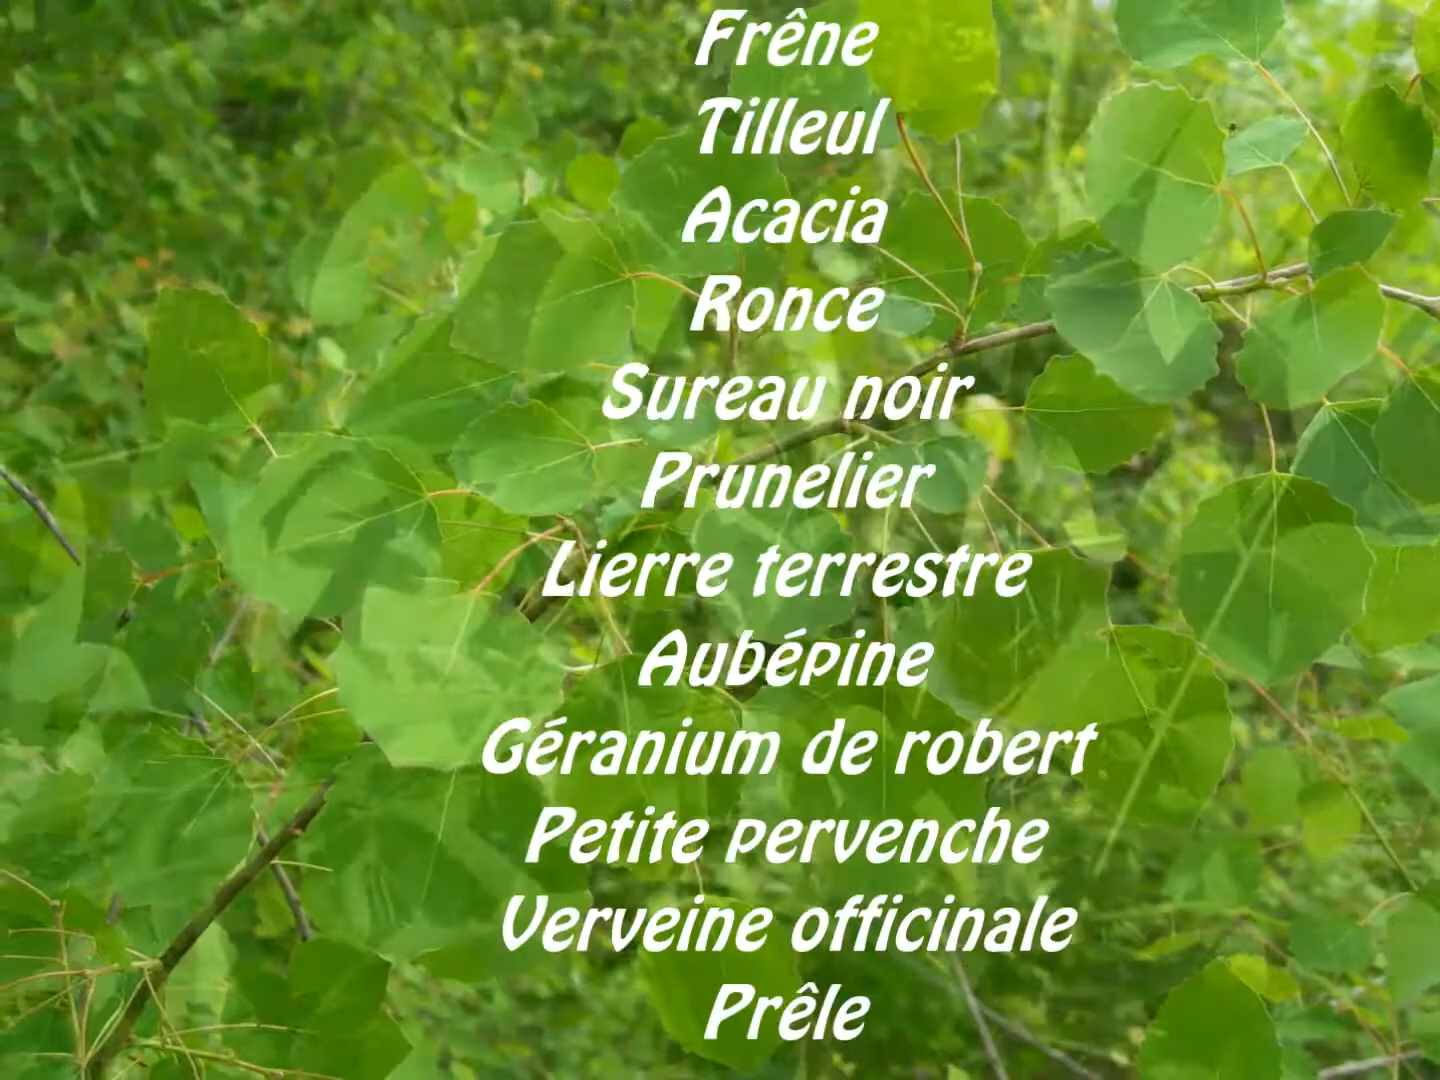 Frêne
Tilleul
Acacia
Ronce
Sureau noir
Prunelier
Lierre terrestre
Aubépine
Géranium de robert
Petite pervenche
Verveine officinale
Prêle